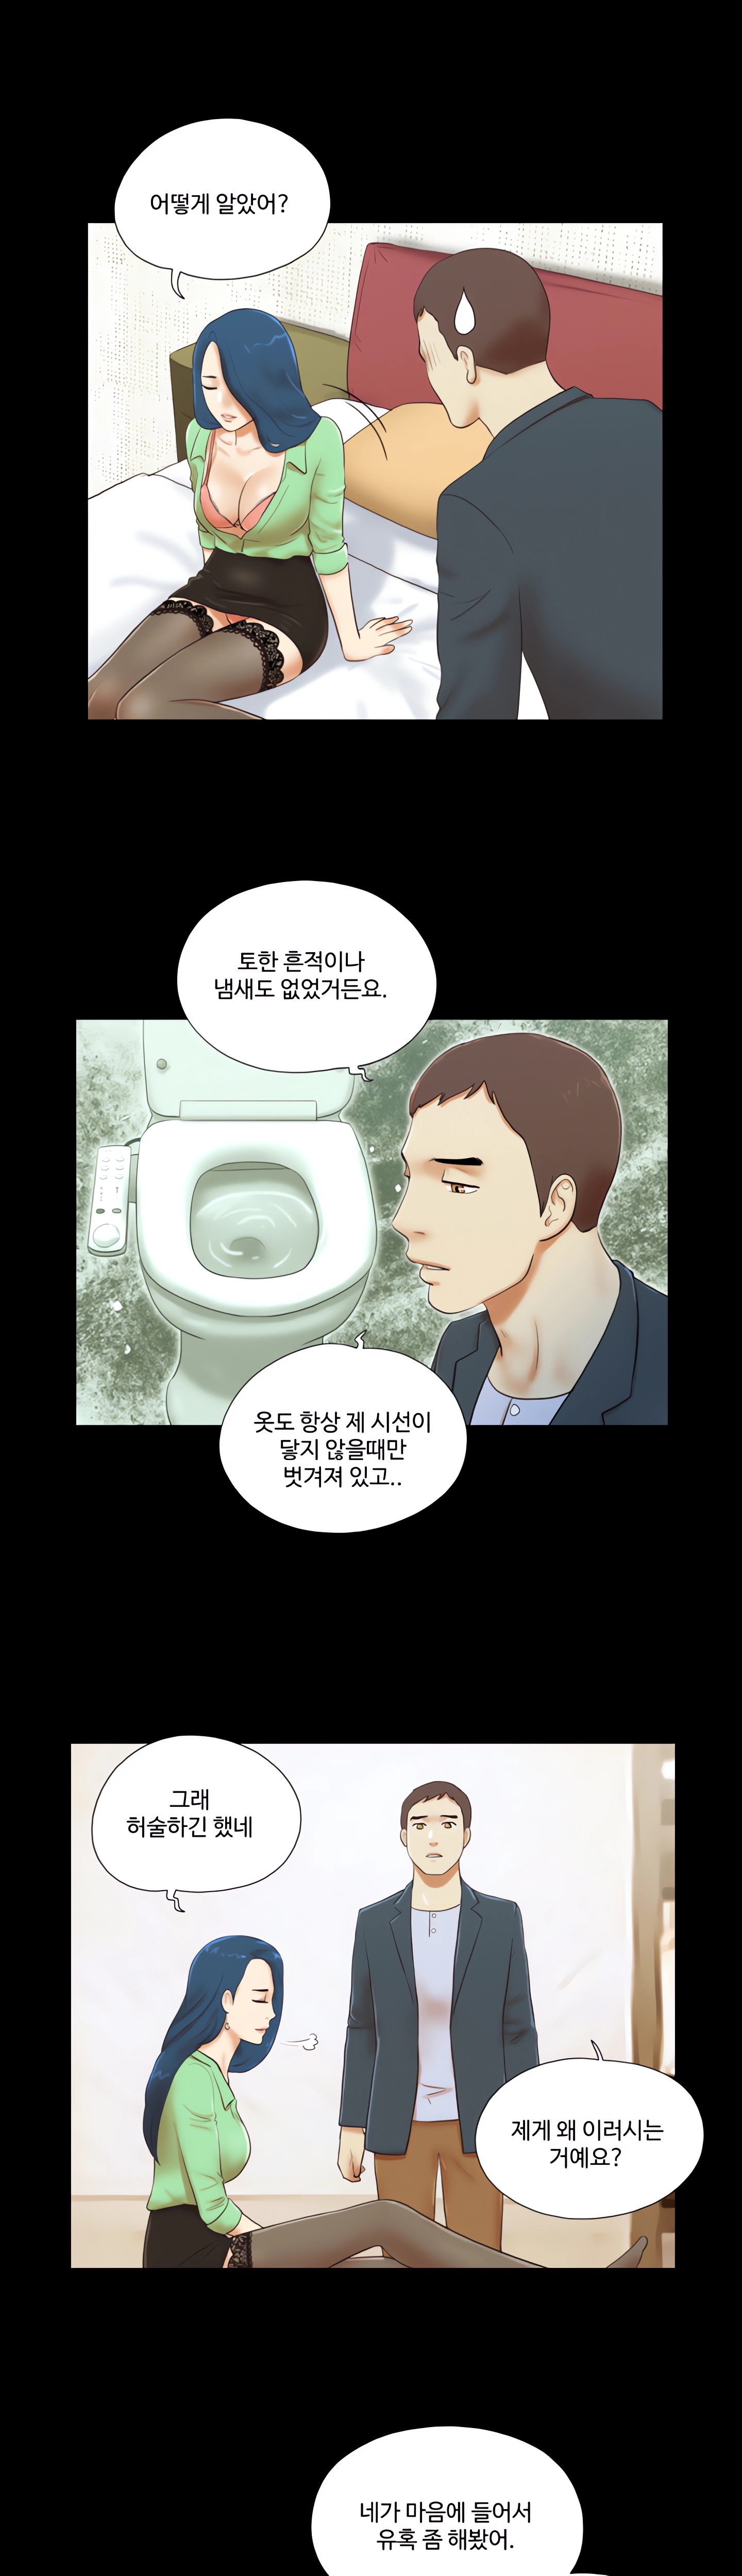 어떻게 알았어?
토한 흔적이나
냄새도 없었거든요.
옷도 항상 제 시선이
닿지 않을때만
벗겨져 있고..
그래
허술하긴 했네
제게 왜 이러시는
거예요?
네가 마음에 들어서
유혹 좀 해봤어.